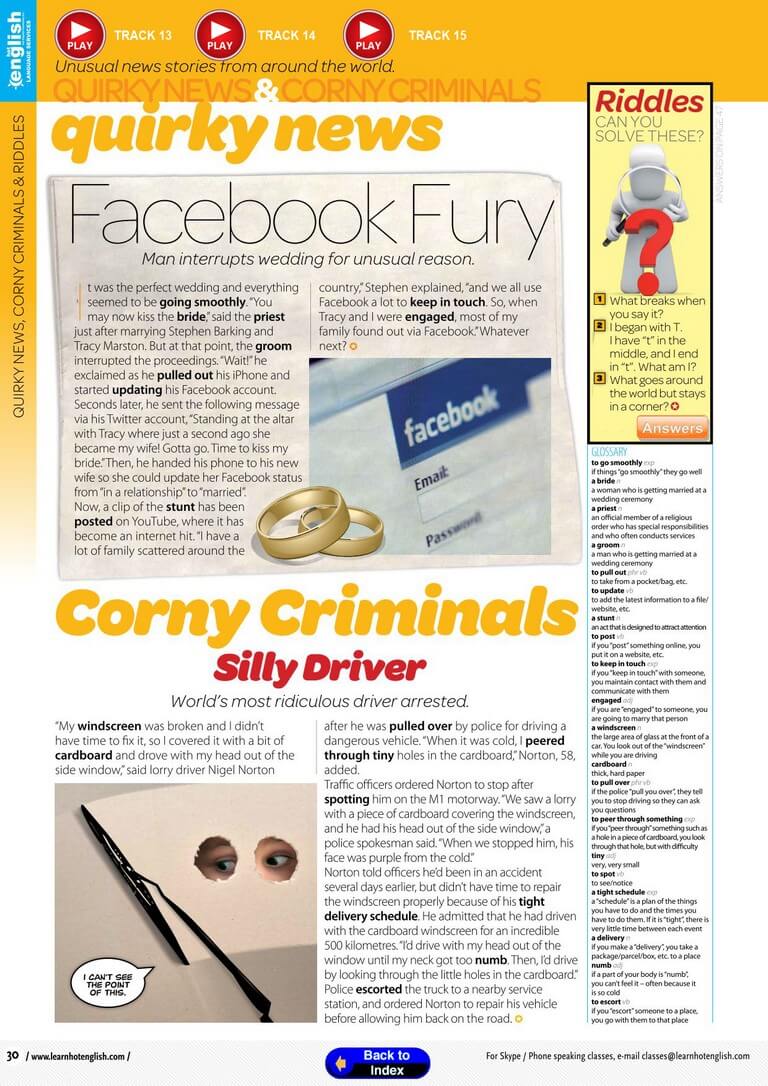 english
LANGUAGE SERVICES
PLAY
TRACK 13
PLAY
TRACK 14
PLAY
TRACK 15
Unusual news stories from around the world.
QUIRKY NEWS & CORNY CRIMINALS
quirky news
QUIRKY NEWS, CORNY CRIMINALS & RIDDLES
Facebook Fury
Man interrupts wedding for unusual reason.
It was the perfect wedding and everything
seemed to be going smoothly. “You
may now kiss the bride,” said the priest
just after marrying Stephen Barking and
Tracy Marston. But at that point, the groom
interrupted the proceedings. “Wait!” he
exclaimed as he pulled out his iPhone and
started updating his Facebook account.
Seconds later, he sent the following message
via his Twitter account, “Standing at the altar
with Tracy where just a second ago she
became my wife! Gotta go. Time to kiss my
bride.” Then, he handed his phone to his new
wife so she could update her Facebook status
from “in a relationship” to “married”.
Now, a clip of the stunt has been
posted on YouTube, where it has
become an internet hit. “I have a
lot of family scattered around the
country,” Stephen explained, “and we all use
Facebook a lot to keep in touch. So, when
Tracy and I were engaged, most of my
family found out via Facebook.” Whatever
next?
facebook
Email:
Password:
Corny Criminals
Silly Driver
World’s most ridiculous driver arrested.
“My windscreen was broken and I didn’t
have time to fix it, so I covered it with a bit of
cardboard and drove with my head out of the
side window,” said lorry driver Nigel Norton
I CAN’T SEE
THE POINT
OF THIS.
after he was pulled over by police for driving a
dangerous vehicle. “When it was cold, I peered
through tiny holes in the cardboard,” Norton, 58,
added.
Traffic officers ordered Norton to stop after
spotting him on the M1 motorway. “We saw a lorry
with a piece of cardboard covering the windscreen,
and he had his head out of the side window,” a
police spokesman said. “When we stopped him, his
face was purple from the cold.”
Norton told officers he’d been in an accident
several days earlier, but didn’t have time to repair
the windscreen properly because of his tight
delivery schedule. He admitted that he had driven
with the cardboard windscreen for an incredible
500 kilometres. “I’d drive with my head out of the
window until my neck got too numb. Then, I’d drive
by looking through the little holes in the cardboard.”
Police escorted the truck to a nearby service
station, and ordered Norton to repair his vehicle
before allowing him back on the road.
Riddles
CAN YOU
SOLVE THESE?
?
1 What breaks when
you say it?
2 I began with T.
I have “t” in the
middle, and I end
in “t”. What am I?
3 What goes around
the world but stays
in a corner?
Answers
ANSWERS ON PAGE 47
GLOSSARY
to go smoothly exp
if things “go smoothly” they go well
a bride n
a woman who is getting married at a
wedding ceremony
a priest n
an official member of a religious
order who has special responsibilities
and who often conducts services
a groom n
a man who is getting married at a
wedding ceremony
to pull out phr vb
to take from a pocket/bag, etc.
to update vb
to add the latest information to a file/
website, etc.
a stunt n
an act that is designed to attract attention
to post vb
if you “post” something online, you
put it on a website, etc.
to keep in touch exp
if you “keep in touch” with someone,
you maintain contact with them and
communicate with them
engaged adj
if you are “engaged” to someone, you
are going to marry that person
a windscreen n
the large area of glass at the front of a
car. You look out of the “windscreen”
while you are driving
cardboard n
thick, hard paper
to pull over phr vb
if the police “pull you over”, they tell
you to stop driving so they can ask
you questions
to peer through something exp
if you “peer through” something such as
a hole in a piece of cardboard, you look
through that hole, but with difficulty
tiny adj
very, very small
to spot vb
to see/notice
a tight schedule exp
a “schedule” is a plan of the things
you have to do and the times you
have to do them. If it is “tight”, there is
very little time between each event
a delivery n
if you make a “delivery”, you take a
package/parcel/box, etc. to a place
numb adj
if a part of your body is “numb”,
you can’t feel it – often because it
is so cold
to escort vb
if you “escort” someone to a place,
you go with them to that place
30 / www.learnhotenglish.com /
Back to
Index
For Skype / Phone speaking classes, e-mail classes@learnhotenglish.com